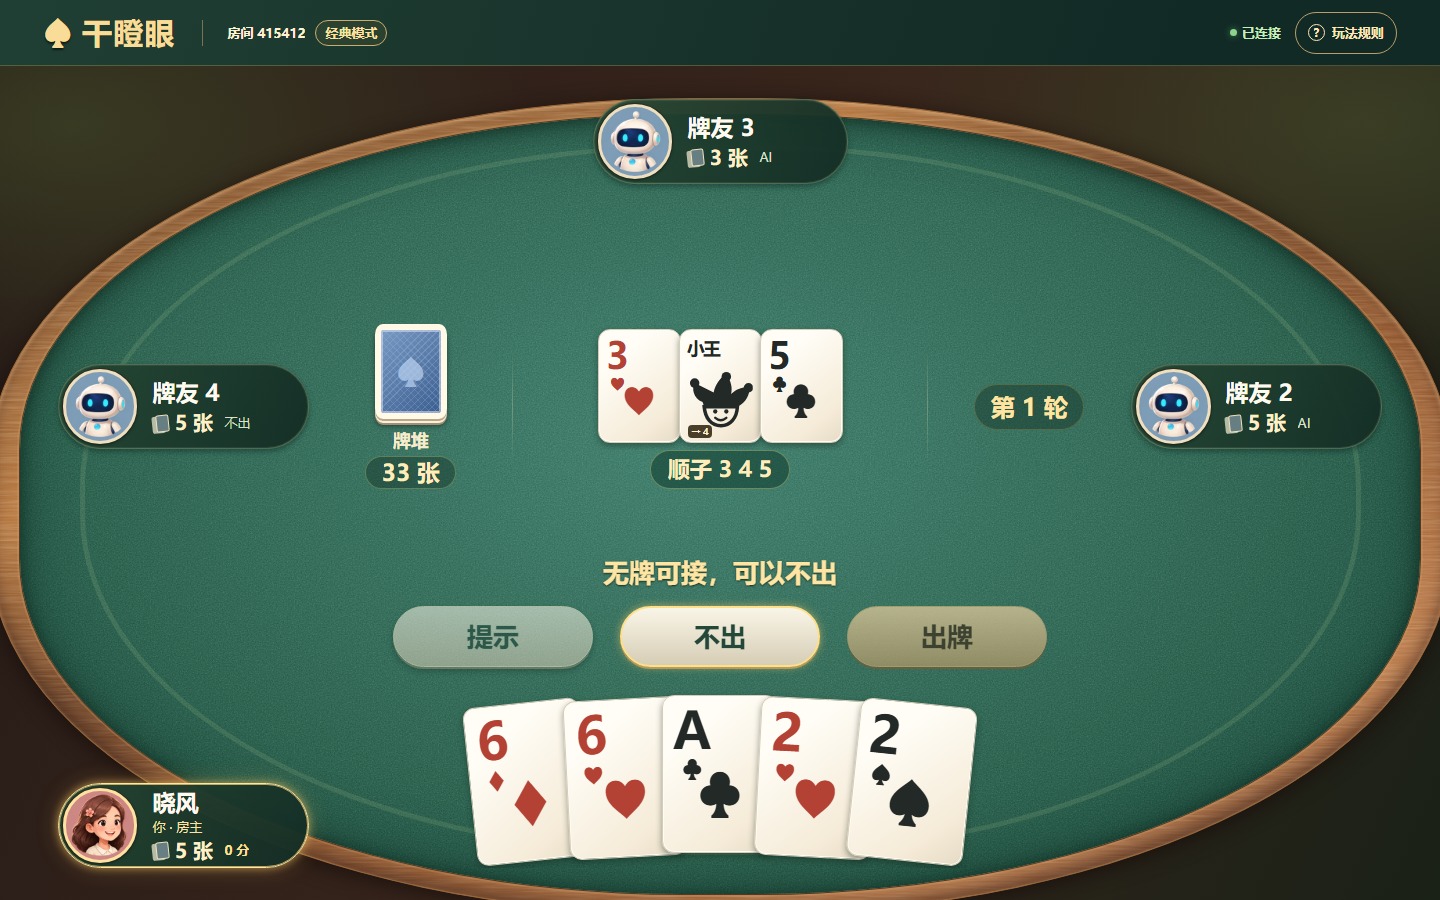 干瞪眼
房间 415412 经典模式
已连接
? 玩法规则
牌友 3
3 张 AI
牌友 4
5 张 不出
牌堆
33 张
3
小王
→4
5
顺子 3 4 5
第 1 轮
牌友 2
5 张 AI
无牌可接，可以不出
提示
不出
出牌
6
6
A
2
2
晓风
你 · 房主
5 张 0 分